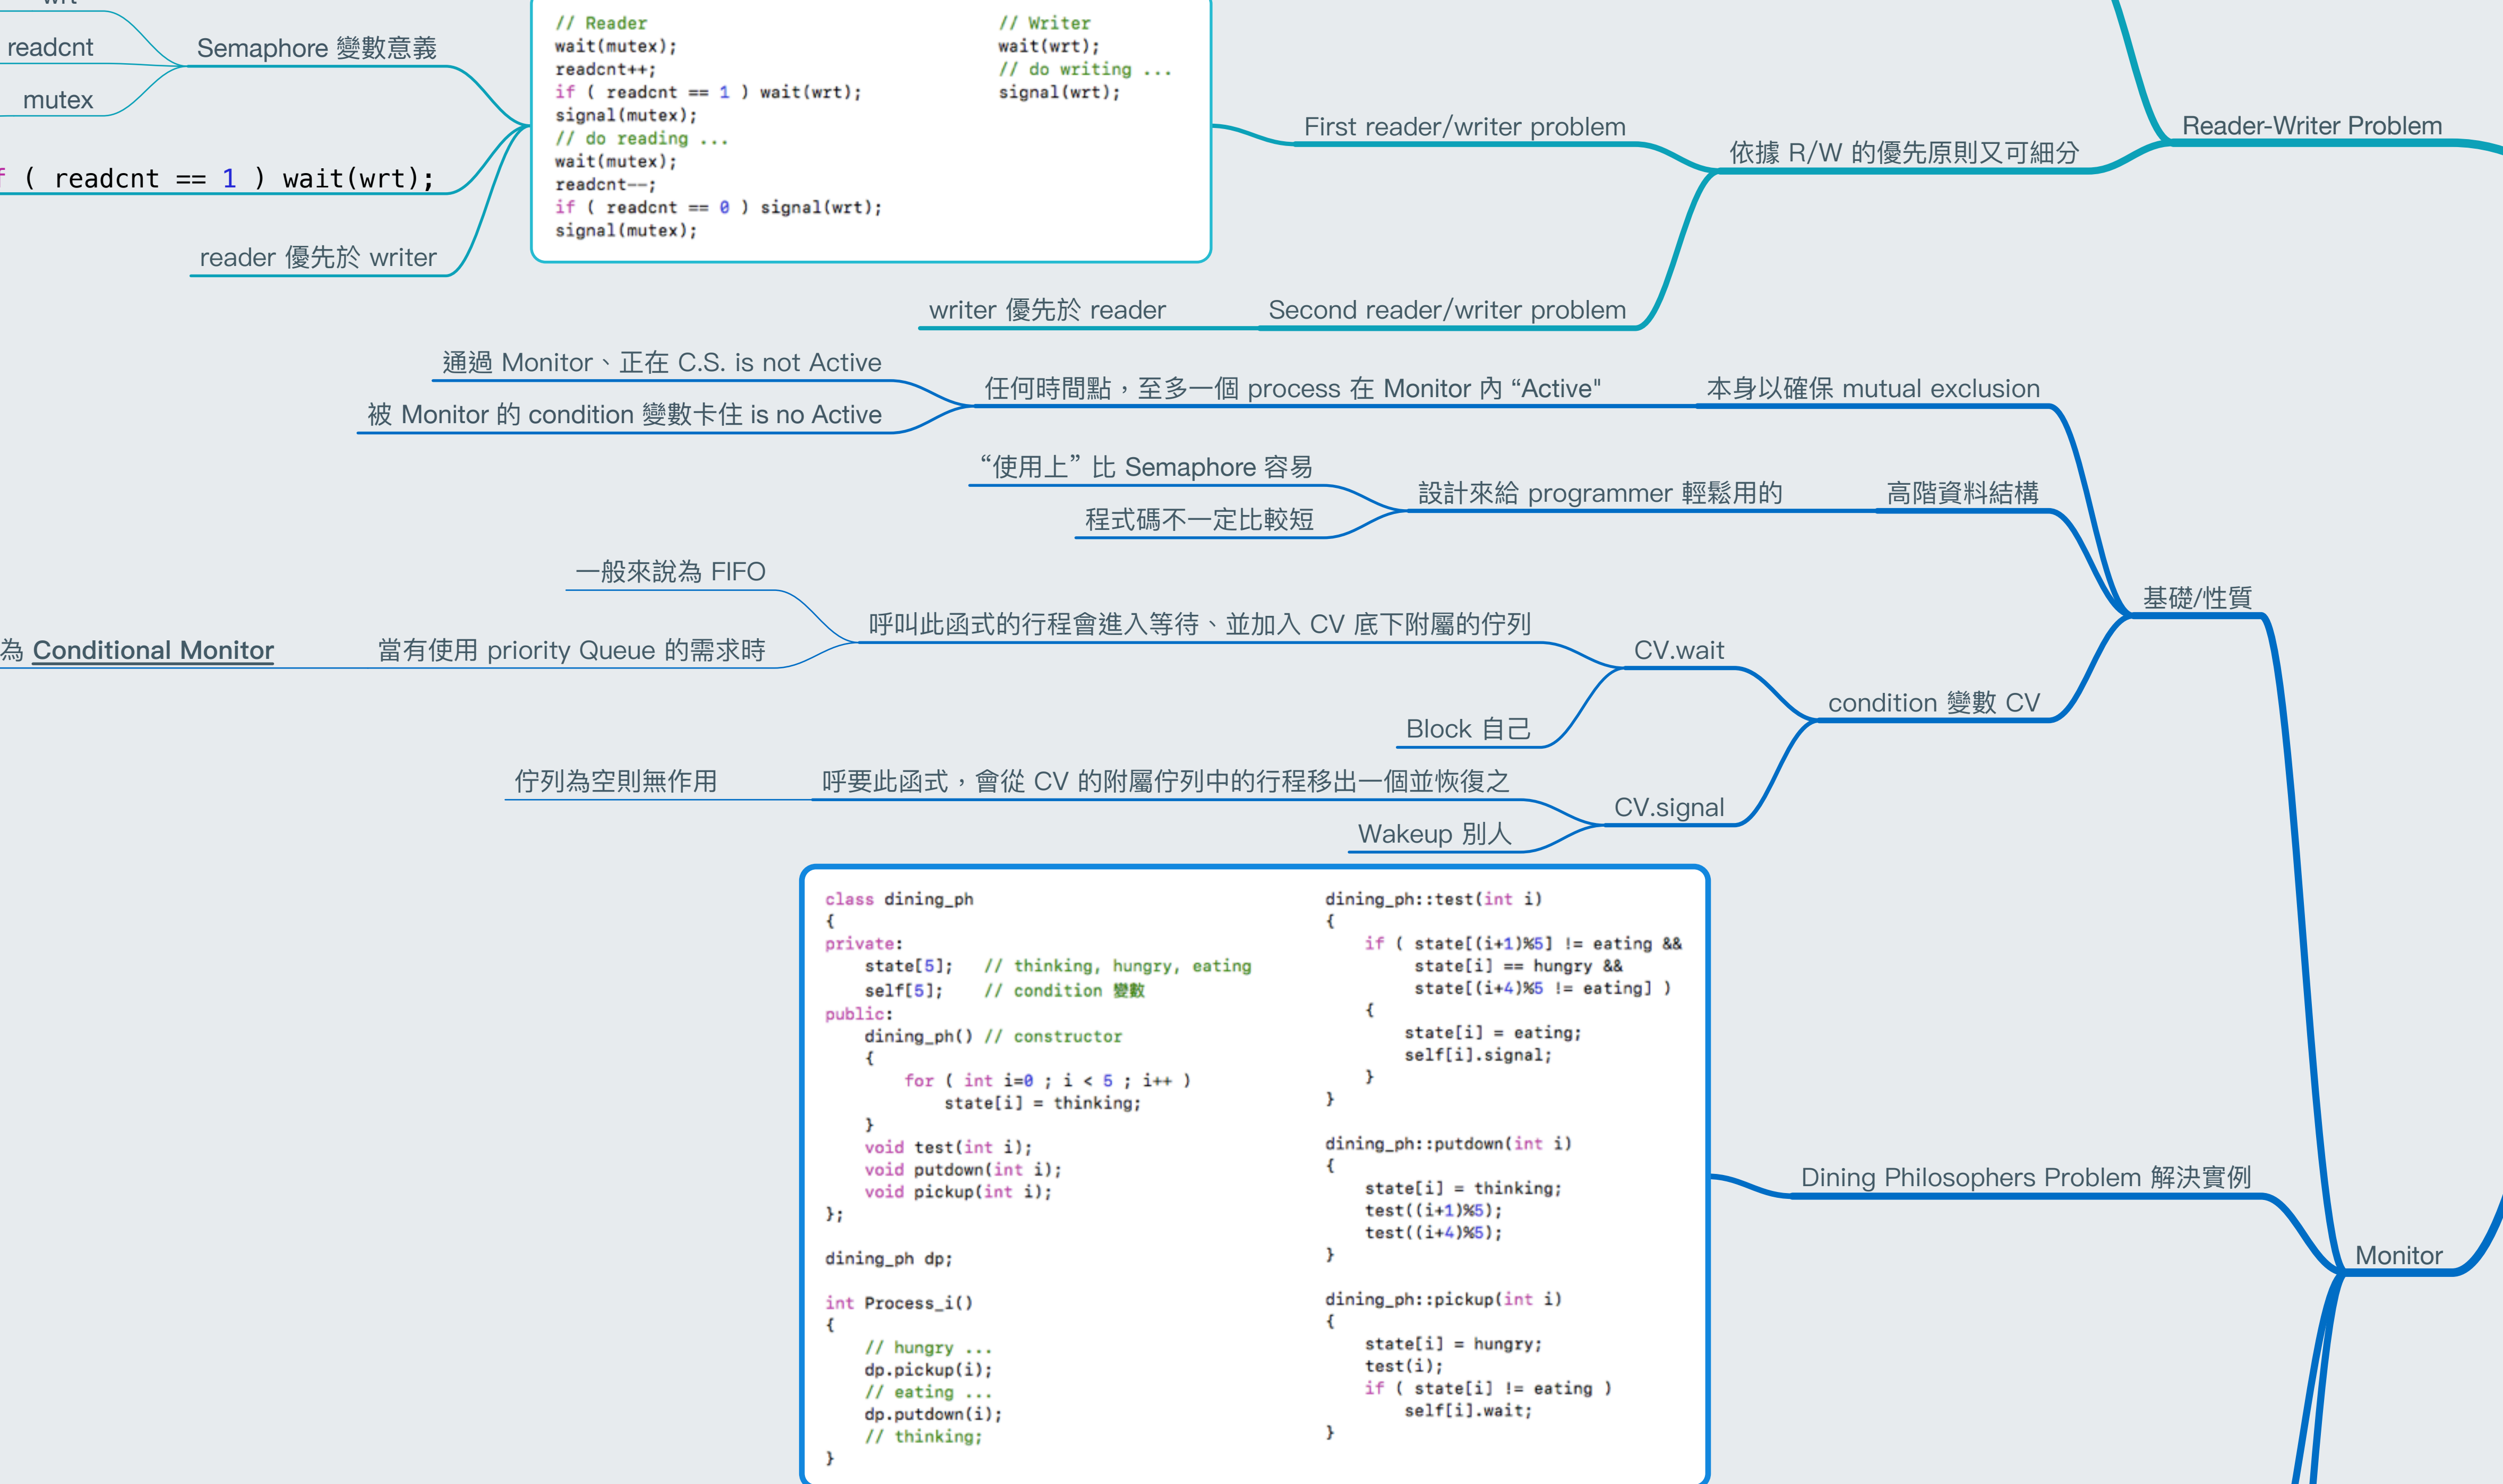 readcnt
mutex
Semaphore 變數意義
( readcnt == 1 ) wait(wrt);
reader 優先於 writer
// Reader
wait(mutex);
readcnt++;
if ( readcnt == 1 ) wait(wrt);
signal(mutex);
// do reading ...
wait(mutex);
readcnt--;
if ( readcnt == 0 ) signal(wrt);
signal(mutex);
// Writer
wait(wrt);
// do writing ...
signal(wrt);
First reader/writer problem
依據 R/W 的優先原則又可細分
Reader-Writer Problem
writer 優先於 reader
Second reader/writer problem
通過 Monitor、正在 C.S. is not Active
被 Monitor 的 condition 變數卡住 is no Active
任何時間點，至多一個 process 在 Monitor 內 “Active"
本身以確保 mutual exclusion
“使用上” 比 Semaphore 容易
程式碼不一定比較短
設計來給 programmer 輕鬆用的
高階資料結構
基礎/性質
一般來說為 FIFO
為 Conditional Monitor
當有使用 priority Queue 的需求時
呼叫此函式的行程會進入等待、並加入 CV 底下附屬的佇列
CV.wait
Block 自己
condition 變數 CV
佇列為空則無作用
呼要此函式，會從 CV 的附屬佇列中的行程移出一個並恢復之
CV.signal
Wakeup 別人
class dining_ph
{
private:
state[5]; // thinking, hungry, eating
self[5]; // condition 變數
public:
dining_ph() // constructor
{
for ( int i=0 ; i < 5 ; i++ )
state[i] = thinking;
}
void test(int i);
void putdown(int i);
void pickup(int i);
};
dining_ph dp;
int Process_i()
{
// hungry ...
dp.pickup(i);
// eating ...
dp.putdown(i);
// thinking;
}
dining_ph::test(int i)
{
if ( state[(i+1)%5] != eating &&
state[i] == hungry &&
state[(i+4)%5 != eating] )
{
state[i] = eating;
self[i].signal;
}
}
dining_ph::putdown(int i)
{
state[i] = thinking;
test((i+1)%5);
test((i+4)%5);
}
dining_ph::pickup(int i)
{
state[i] = hungry;
test(i);
if ( state[i] != eating )
self[i].wait;
}
Dining Philosophers Problem 解決實例
Monitor